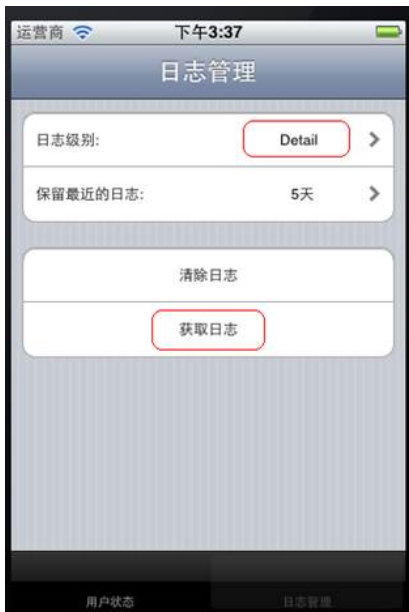 运营商 下午3:37
日志管理
日志级别: Detail
保留最近的日志: 5天
清除日志
获取日志
用户状态 日志管理